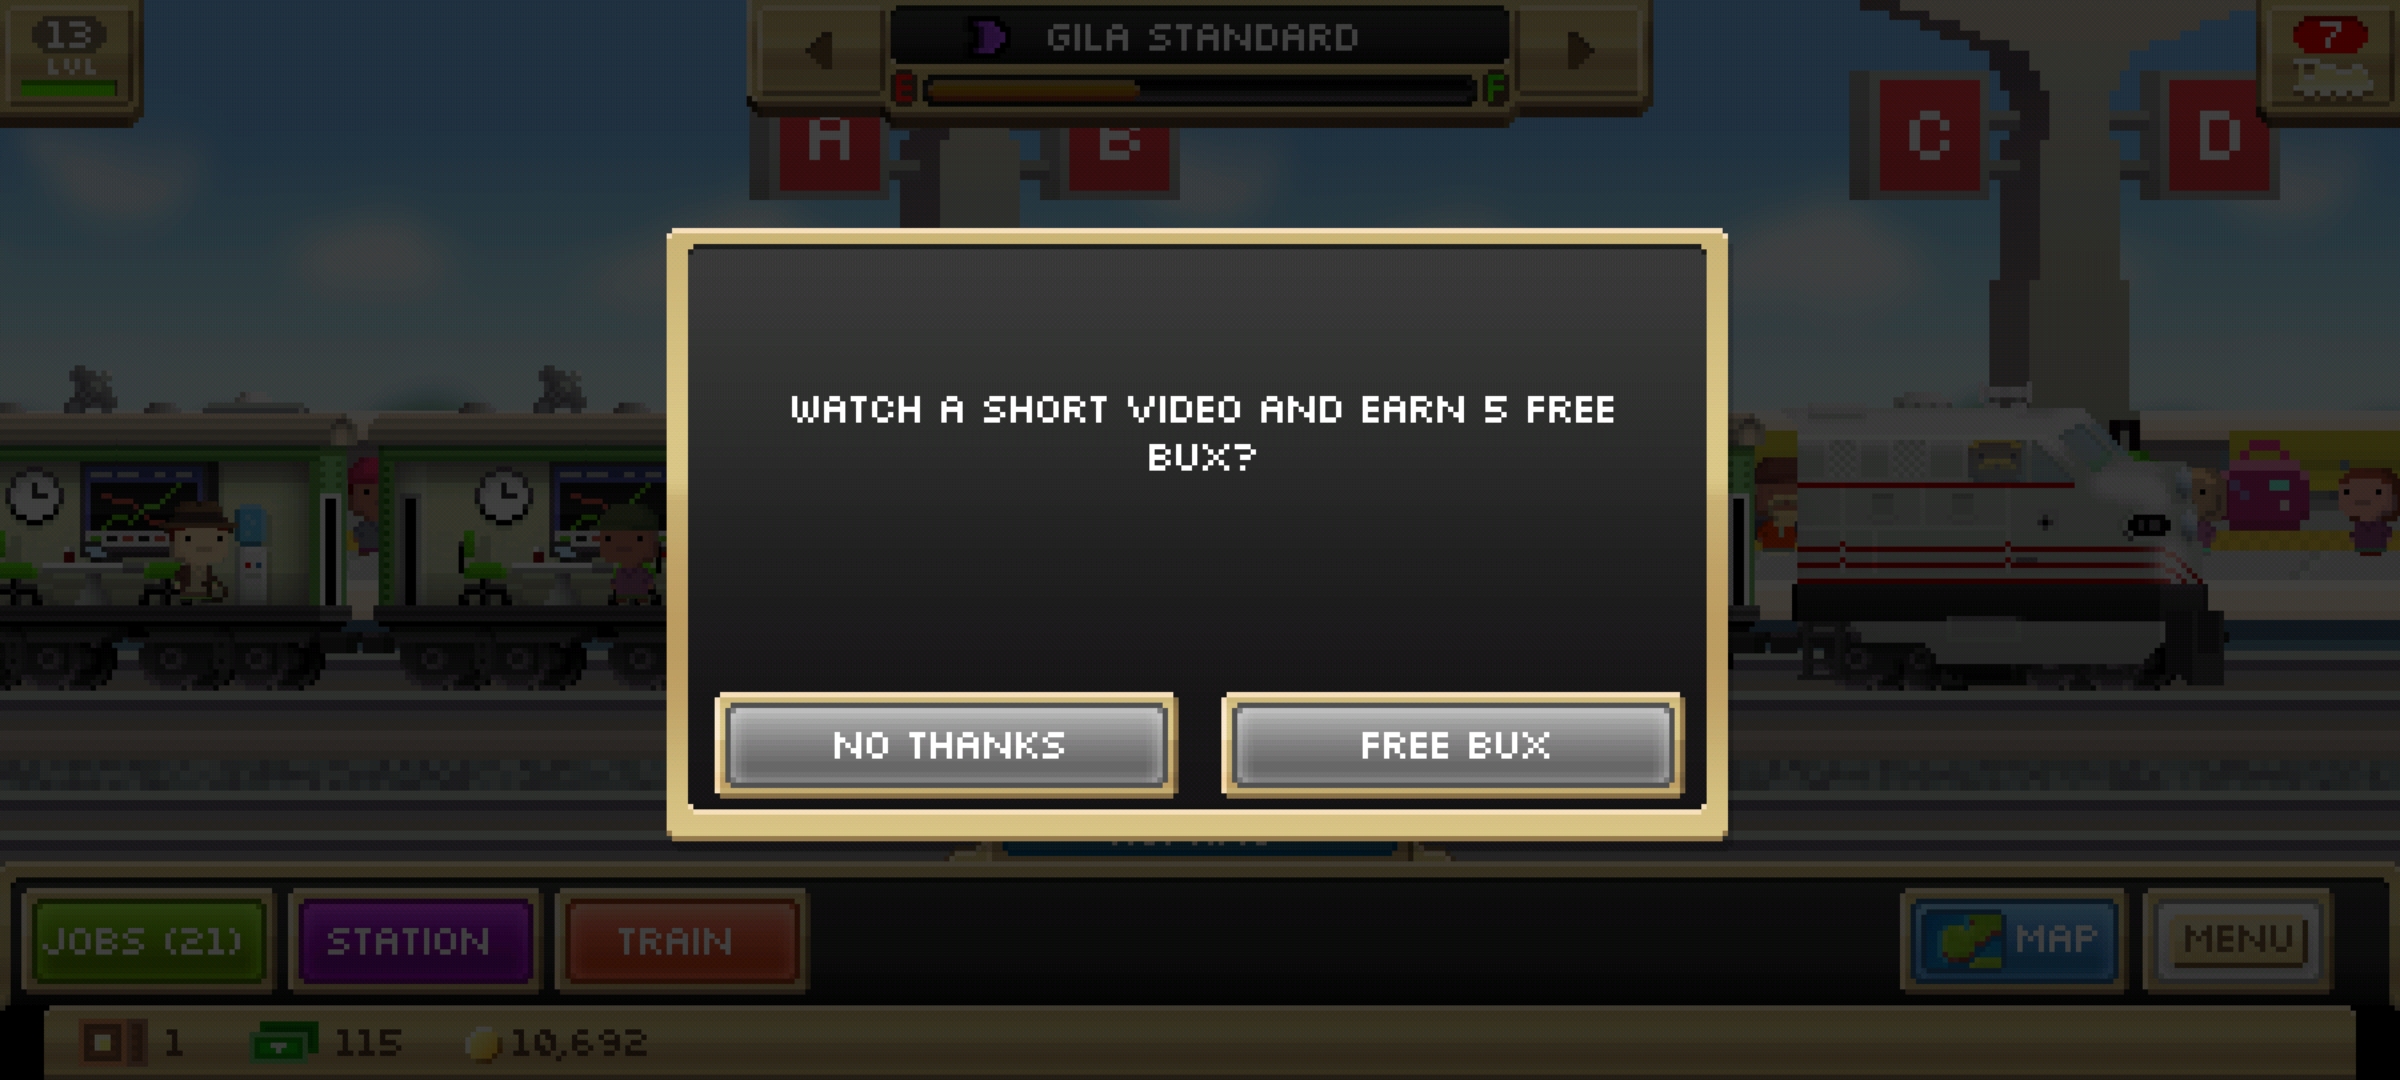 13
LVL
GILA STANDARD
E
F
7
A
B
C
D
WATCH A SHORT VIDEO AND EARN 5 FREE
BUX?
NO THANKS
FREE BUX
JOBS (21)
STATION
TRAIN
MAP
MENU
1
115
10,692